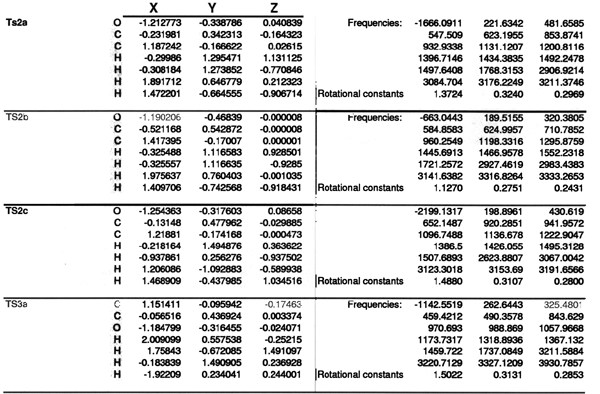 X Y Z
Ts2a O -1.212773 -0.338786 0.040839 Frequencies: -1666.0911 221.6342 481.6585
C -0.231981 0.342313 -0.164323 547.509 623.1955 853.8741
C 1.187242 -0.166622 0.02615 932.9338 1131.1207 1200.8116
H -0.29986 1.295471 1.131125 1396.7146 1434.3835 1492.2478
H -0.308184 1.273852 -0.770846 1497.6408 1768.3153 2906.9214
H 1.891712 0.646779 0.212323 3084.704 3176.2249 3211.3746
H 1.472201 -0.664555 -0.906714 Rotational constants 1.3724 0.3240 0.2969
TS2b O -1.190206 -0.46839 -0.000008 Frequencies: -663.0443 189.5155 320.3805
C -0.521168 0.542872 -0.000008 584.8583 624.9957 710.7852
C 1.417395 -0.17007 0.000001 960.2549 1198.3316 1295.8759
H -0.325488 1.116583 0.928501 1445.6913 1466.9578 1552.2318
H -0.325557 1.116635 -0.9285 1721.2572 2927.4619 2983.4383
H 1.975637 0.760403 -0.001035 3141.6382 3316.8264 3333.2653
H 1.409706 -0.742568 -0.918431 Rotational constants 1.1270 0.2751 0.2431
TS2c O -1.254363 -0.317603 0.08658 -2199.1317 198.8961 430.619
C -0.13148 0.477962 -0.029885 652.1487 920.2851 941.9572
C 1.21881 -0.174168 -0.000473 1096.7488 1136.678 1222.9047
H -0.218164 1.494876 0.363622 1386.5 1426.055 1495.3128
H -0.937861 0.256276 -0.937502 1507.6893 2623.8807 3067.0042
H 1.206086 -1.092883 -0.589938 3123.3018 3153.69 3191.6566
H 1.468909 -0.437985 1.034516 1.4880 0.3107 0.2800
TS3a C 1.151411 -0.095942 -0.17463 Frequencies: -1142.5519 262.6443 325.4801
C -0.056516 0.436924 0.003374 459.4212 490.3578 843.629
O -1.184799 -0.316455 -0.024071 970.693 988.869 1057.9668
H 2.009099 0.557538 -0.25215 1173.7317 1318.8936 1367.132
H 1.75843 -0.672085 1.491097 1459.722 1737.0849 3211.5884
H -0.183839 1.490905 0.236928 3220.7129 3327.1209 3930.7857
H -1.92209 0.234041 0.244001 Rotational constants 1.5022 0.3131 0.2853